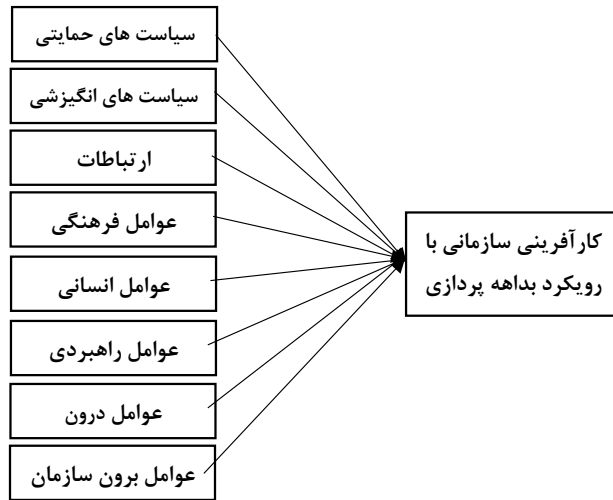 سیاست های حمایتی
سیاست های انگیزشی
ارتباطات
عوامل فرهنگی
عوامل انسانی
عوامل راهبردی
عوامل درون
عوامل برون سازمان
کارآفرینی سازمانی با
رویکرد بداهه پردازی